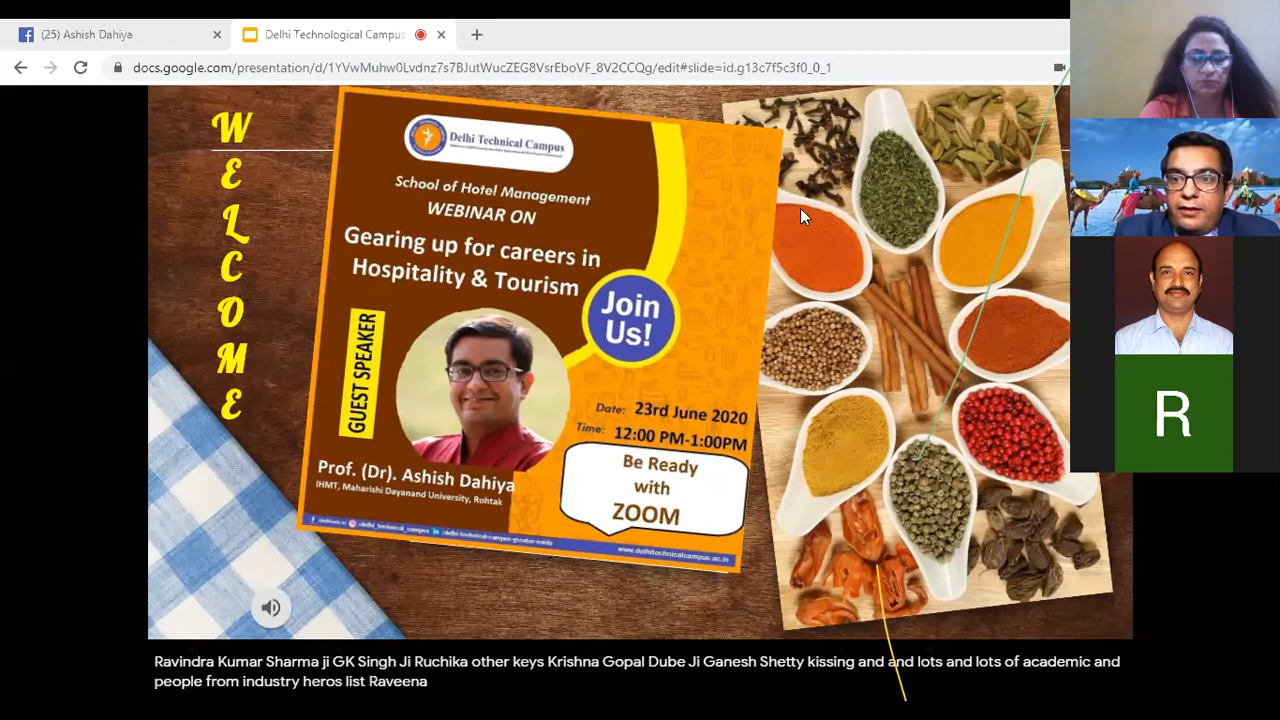 (25) Ashish Dahiya
Delhi Technological Campus
docs.google.com/presentation/d/1YVwMuhw0Lvdnz7s7BJutWucZEG8VsrEboVF_8V2CCQg/edit#slide=id.g13c7f5c3f0_0_1
WELCOME
Delhi Technical Campus
School of Hotel Management
WEBINAR ON
Gearing up for careers in
Hospitality & Tourism
Join
Us!
GUEST SPEAKER
Date: 23rd June 2020
Time: 12:00 PM-1:00PM
Be Ready
with
ZOOM
Prof. (Dr). Ashish Dahiya
IHMT, Maharishi Dayanand University, Rohtak
www.delhitechnicalcampus.ac.in
R
Ravindra Kumar Sharma ji GK Singh Ji Ruchika other keys Krishna Gopal Dube Ji Ganesh Shetty kissing and and lots and lots of academic and
people from industry heros list Raveena